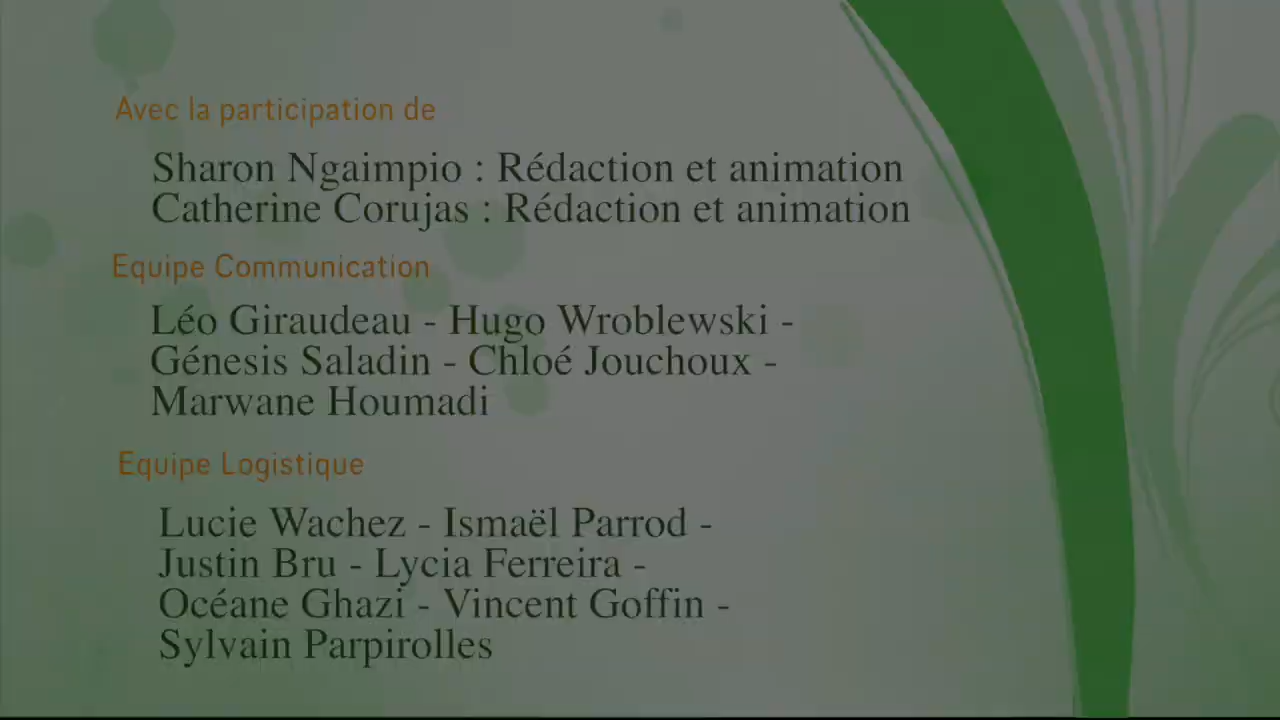 Avec la participation de
Sharon Ngaimpio : Rédaction et animation
Catherine Corujas : Rédaction et animation
Equipe Communication
Léo Giraudeau - Hugo Wroblewski -
Génesis Saladin - Chloé Jouchoux -
Marwane Houmadi
Equipe Logistique
Lucie Wachez - Ismaël Parrod -
Justin Bru - Lycia Ferreira -
Océane Ghazi - Vincent Goffin -
Sylvain Parpirolles